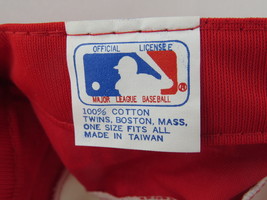 OFFICIAL LICENSEE
MAJOR LEAGUE BASEBALL ®
100% COTTON
TWINS, BOSTON, MASS,
ONE SIZE FITS ALL
MADE IN TAIWAN